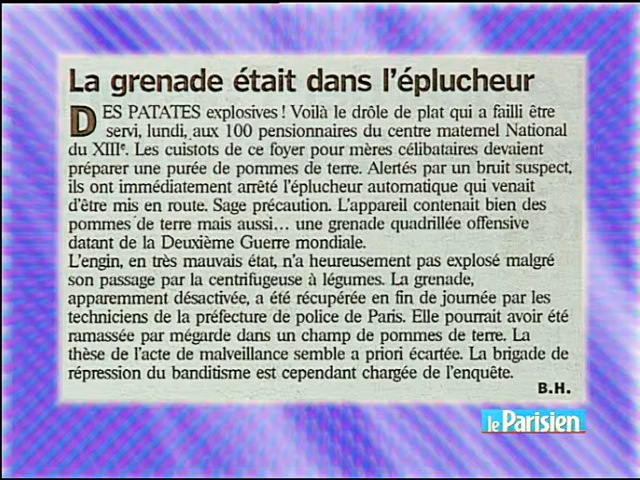 La grenade était dans l'éplucheur
DES PATATES explosives ! Voilà le drôle de plat qui a failli être
servi, lundi, aux 100 pensionnaires du centre maternel National
du XIIIe. Les cuistots de ce foyer pour mères célibataires devaient
préparer une purée de pommes de terre. Alertés par un bruit suspect,
ils ont immédiatement arrêté l'éplucheur automatique qui venait
d'être mis en route. Sage précaution. L'appareil contenait bien des
pommes de terre mais aussi... une grenade quadrillée offensive
datant de la Deuxième Guerre mondiale.
L'engin, en très mauvais état, n'a heureusement pas explosé malgré
son passage par la centrifugeuse à légumes. La grenade,
apparemment désactivée, a été récupérée en fin de journée par les
techniciens de la préfecture de police de Paris. Elle pourrait avoir été
ramassée par mégarde dans un champ de pommes de terre. La
thèse de l'acte de malveillance semble a priori écartée. La brigade de
répression du banditisme est cependant chargée de l'enquête.
B.H.
le Parisien